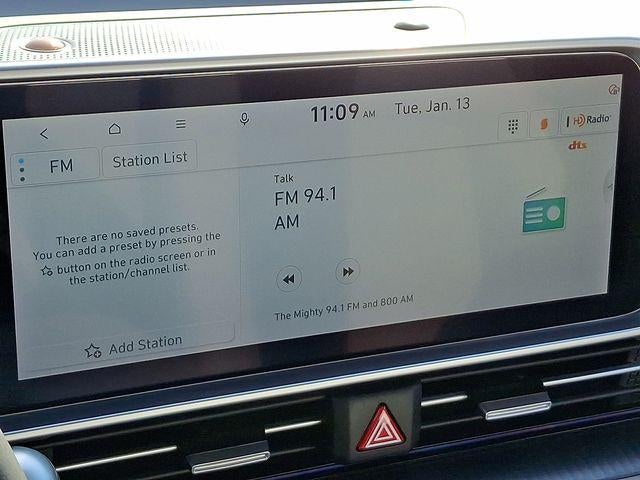 11:09 AM Tue, Jan. 13
FM
Station List
HD Radio
dts
There are no saved presets.
You can add a preset by pressing the
button on the radio screen or in
the station/channel list.
Add Station
Talk
FM 94.1
AM
The Mighty 94.1 FM and 800 AM